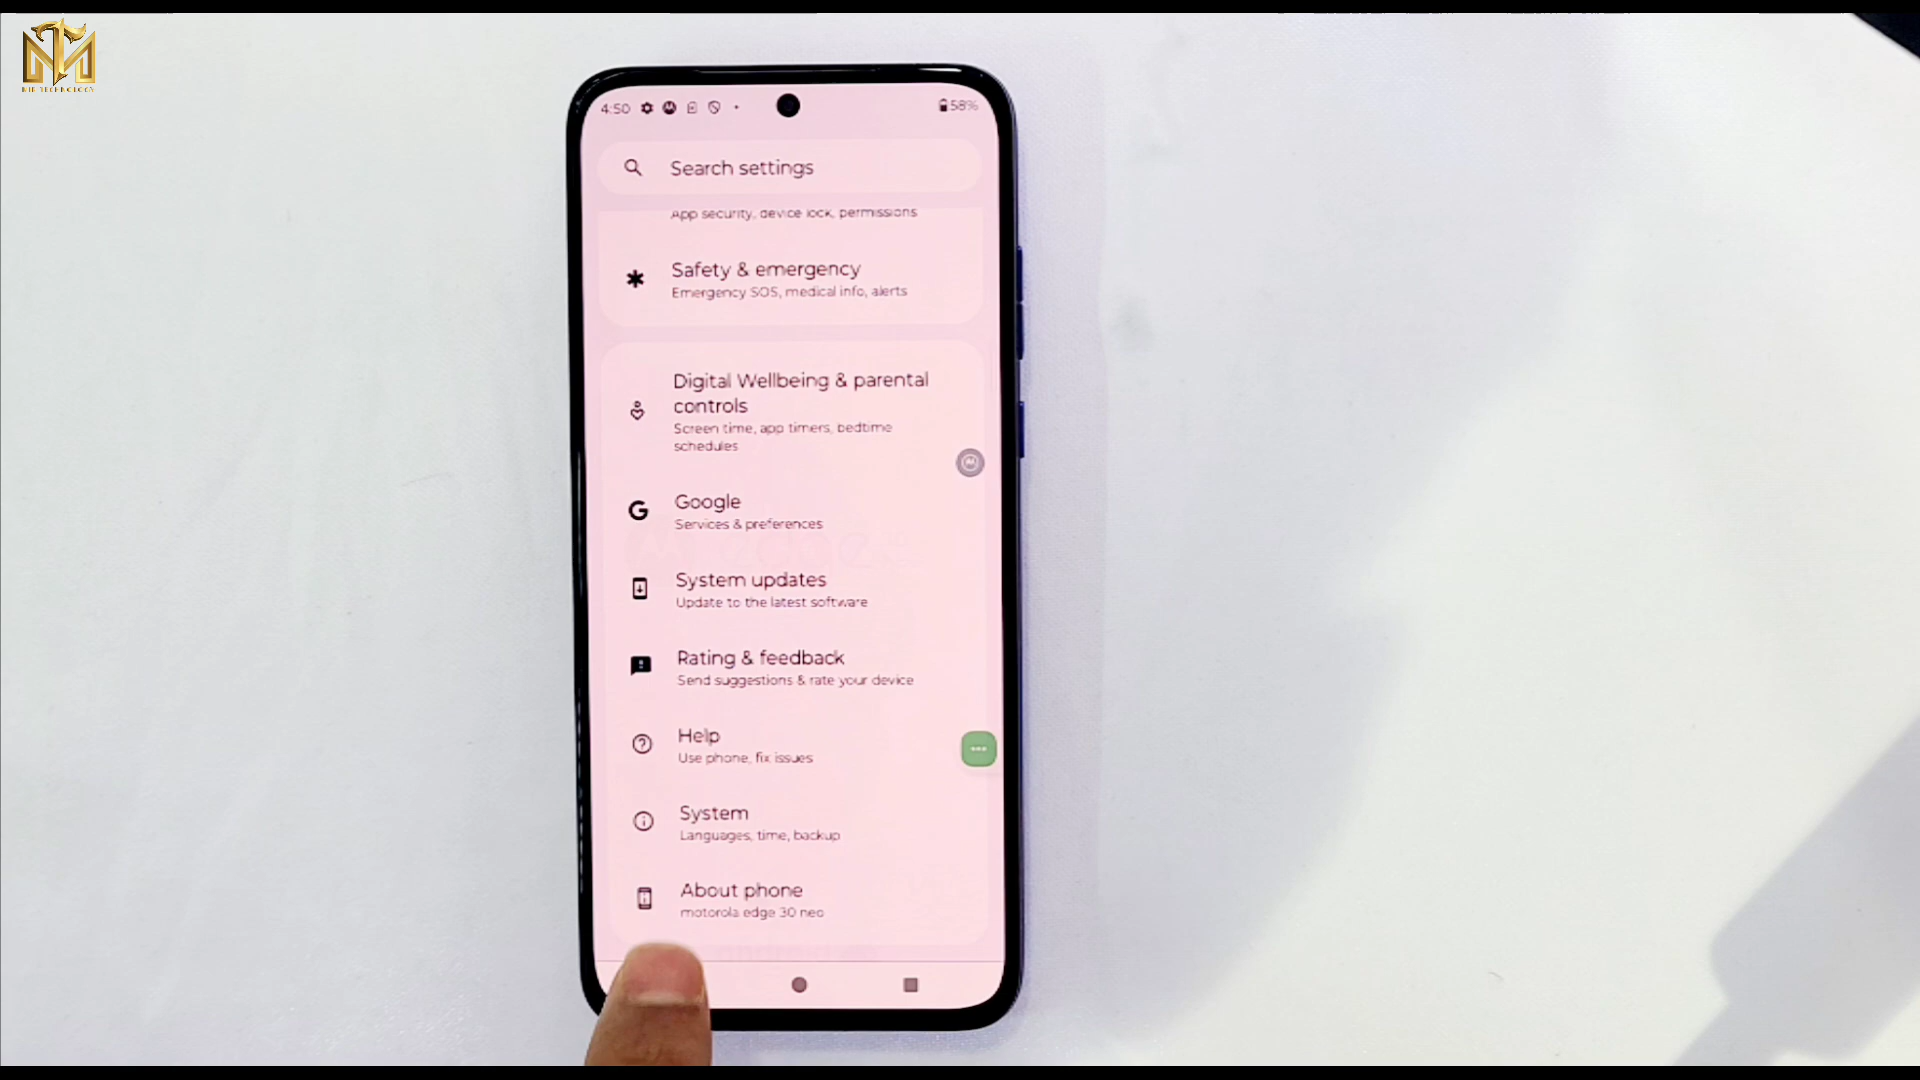 4:50
58%
Search settings
App security, device lock, permissions
Safety & emergency
Emergency SOS, medical info, alerts
Digital Wellbeing & parental
controls
Screen time, app timers, bedtime
schedules
Google
Services & preferences
System updates
Update to the latest software
Rating & feedback
Send suggestions & rate your device
Help
Use phone, fix issues
System
Languages, time, backup
About phone
motorola edge 30 neo